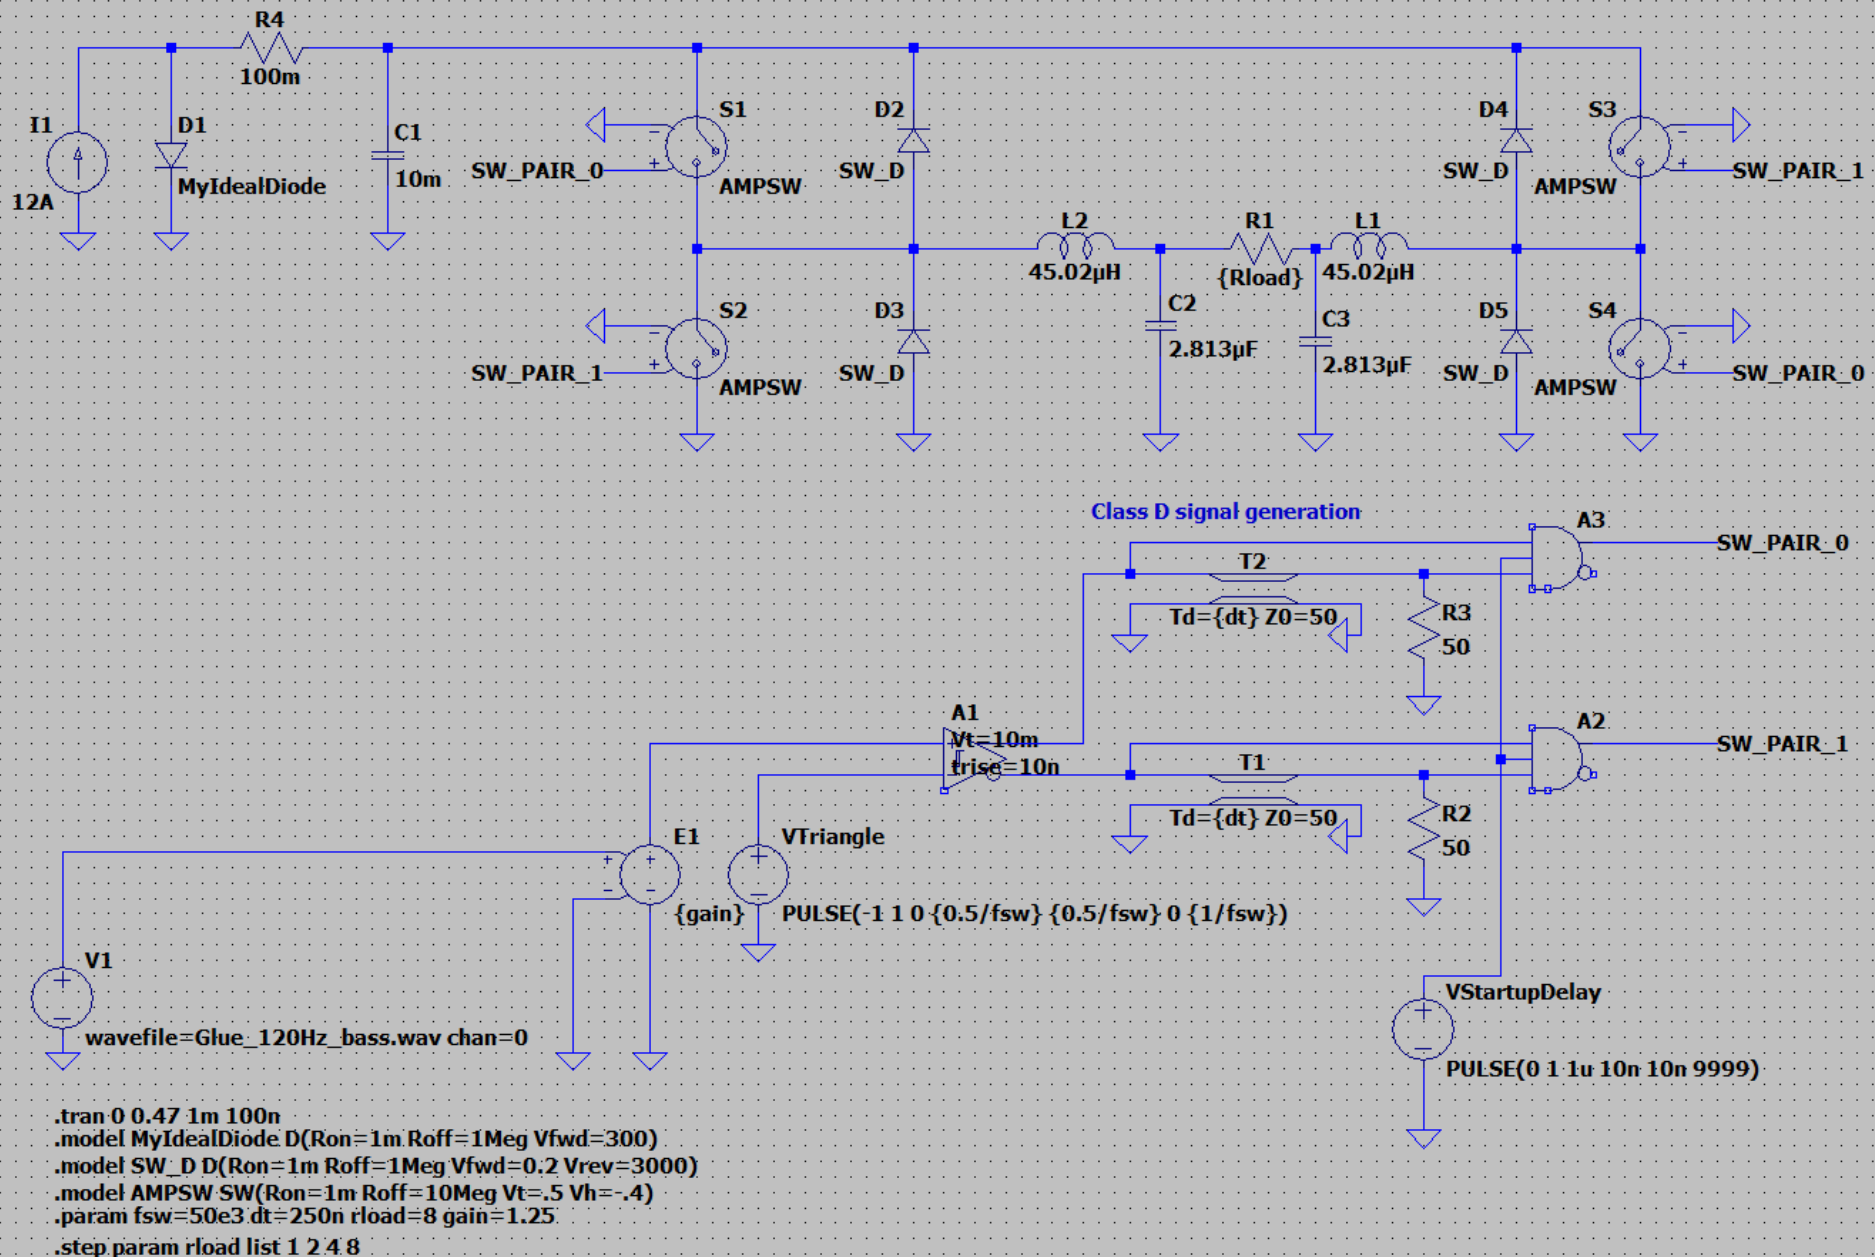 R4
100m
I1
12A
D1
MyIdealDiode
C1
10m
S1
SW_PAIR_0
AMPSW
D2
SW_D
D4
SW_D
S3
AMPSW
SW_PAIR_1
L2
45.02µH
R1
{Rload}
L1
45.02µH
S2
SW_PAIR_1
AMPSW
D3
SW_D
C2
2.813µF
C3
2.813µF
D5
SW_D
S4
AMPSW
SW_PAIR_0
Class D signal generation
A3
SW_PAIR_0
T2
Td={dt} Z0=50
R3
50
A1
Vt=10m
trise=10n
A2
SW_PAIR_1
T1
Td={dt} Z0=50
R2
50
E1
{gain}
VTriangle
PULSE(-1 1 0 {0.5/fsw} {0.5/fsw} 0 {1/fsw})
V1
wavefile=Glue_120Hz_bass.wav chan=0
VStartupDelay
PULSE(0 1 1u 10n 10n 9999)
.tran 0 0.47 1m 100n
.model MyIdealDiode D(Ron=1m Roff=1Meg Vfwd=300)
.model SW_D D(Ron=1m Roff=1Meg Vfwd=0.2 Vrev=3000)
.model AMPSW SW(Ron=1m Roff=10Meg Vt=.5 Vh=-.4)
.param fsw=50e3 dt=250n rload=8 gain=1.25
.step param rload list 1 2 4 8